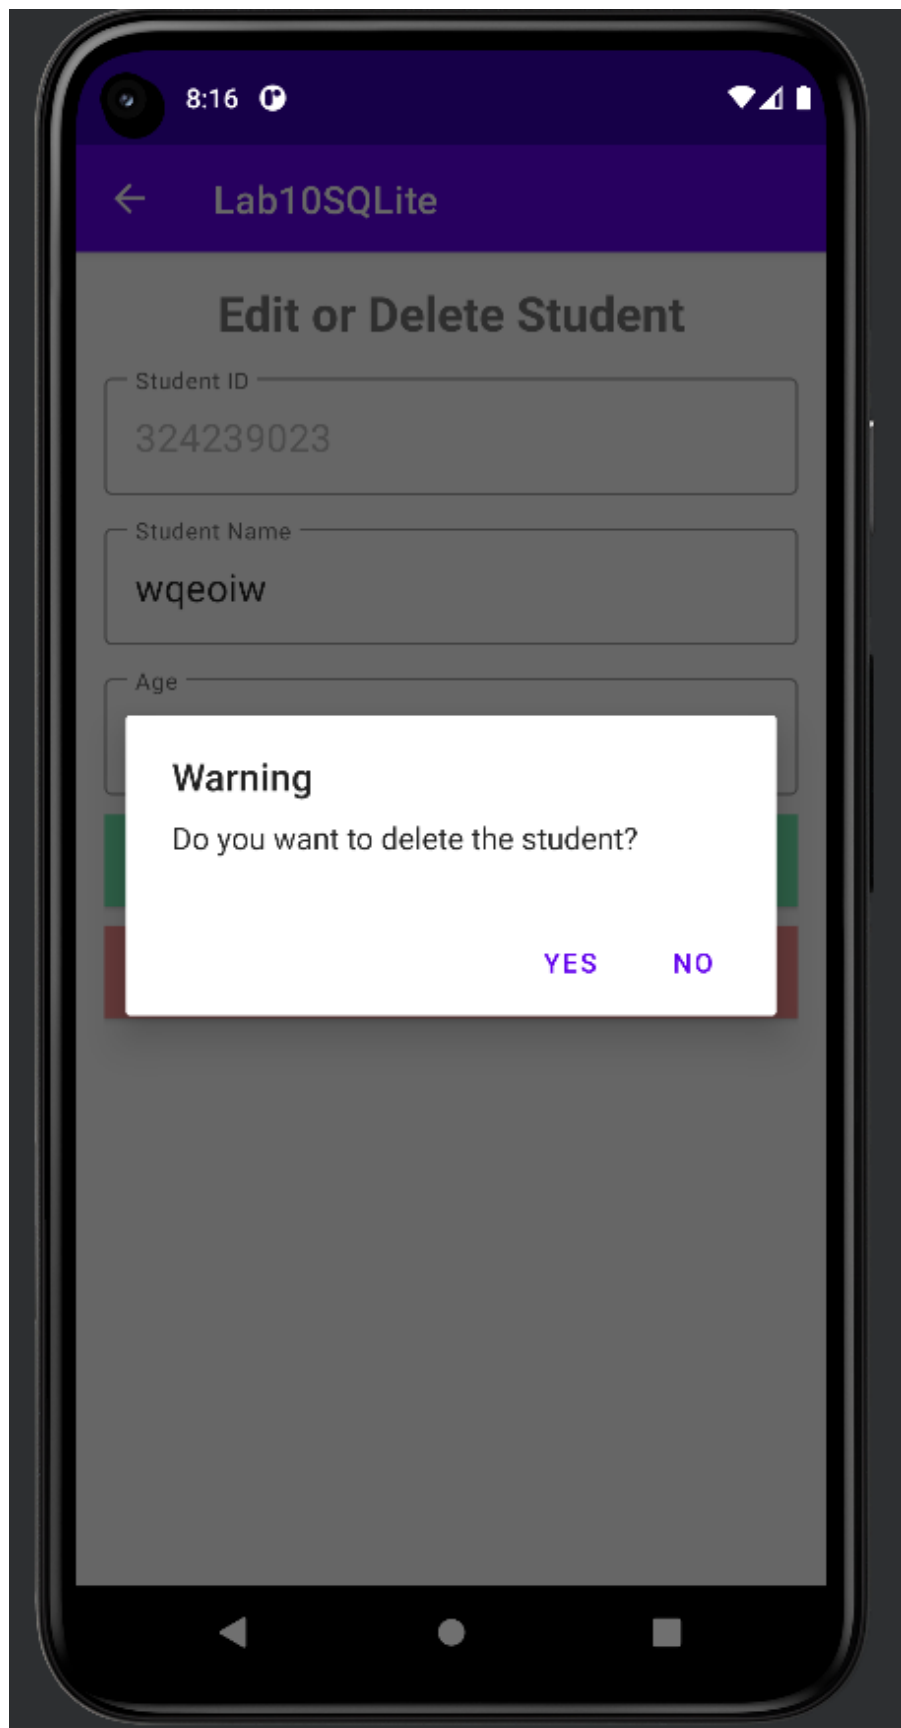 8:16
Lab10SQLite
Edit or Delete Student
Student ID
324239023
Student Name
wqeoiw
Age
Warning
Do you want to delete the student?
YES NO